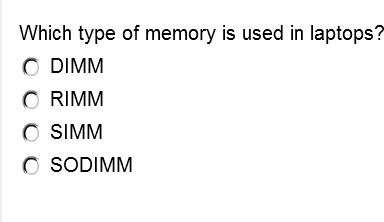 Which type of memory is used in laptops?
DIMM
RIMM
SIMM
SODIMM